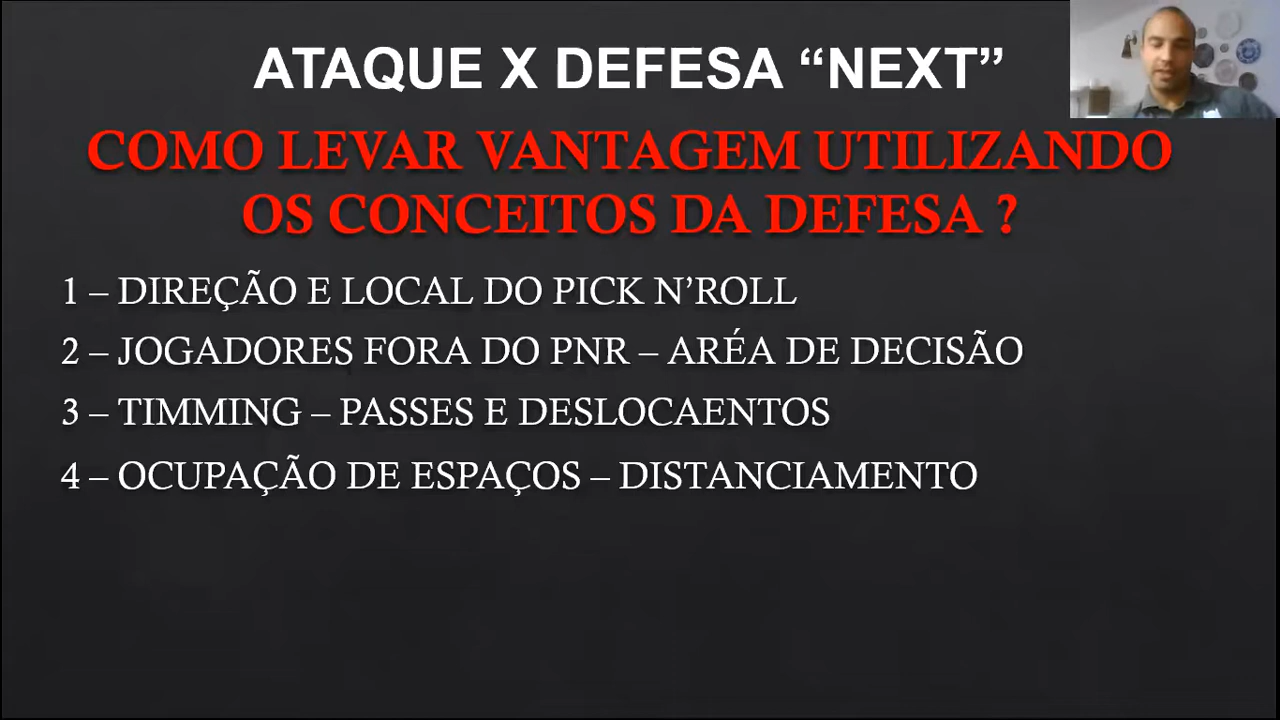 ATAQUE X DEFESA “NEXT”
COMO LEVAR VANTAGEM UTILIZANDO
OS CONCEITOS DA DEFESA ?
1 – DIREÇÃO E LOCAL DO PICK N’ROLL
2 – JOGADORES FORA DO PNR – ARÉA DE DECISÃO
3 – TIMMING – PASSES E DESLOCAENTOS
4 – OCUPAÇÃO DE ESPAÇOS – DISTANCIAMENTO